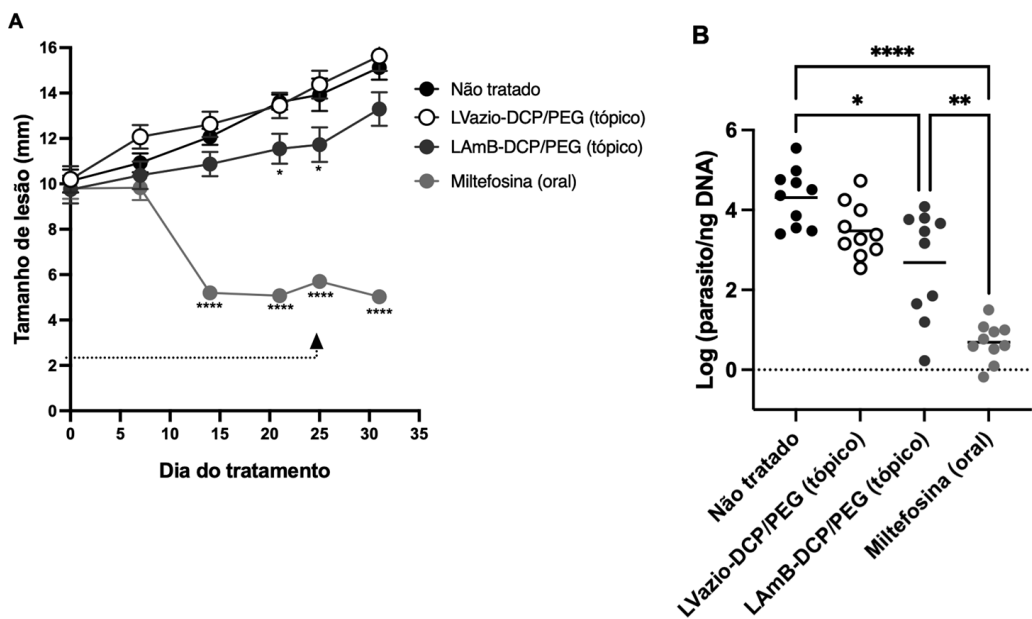 A
Tamanho de lesão (mm)
16
14
12
10
8
6
4
2
0
* *
**** **** **** ****
0 5 10 15 20 25 30 35
Dia do tratamento
Não tratado
LVazio-DCP/PEG (tópico)
LAmB-DCP/PEG (tópico)
Miltefosina (oral)
B
****
* **
Log (parasito/ng DNA)
6
4
2
0
Não tratado
LVazio-DCP/PEG (tópico)
LAmB-DCP/PEG (tópico)
Miltefosina (oral)